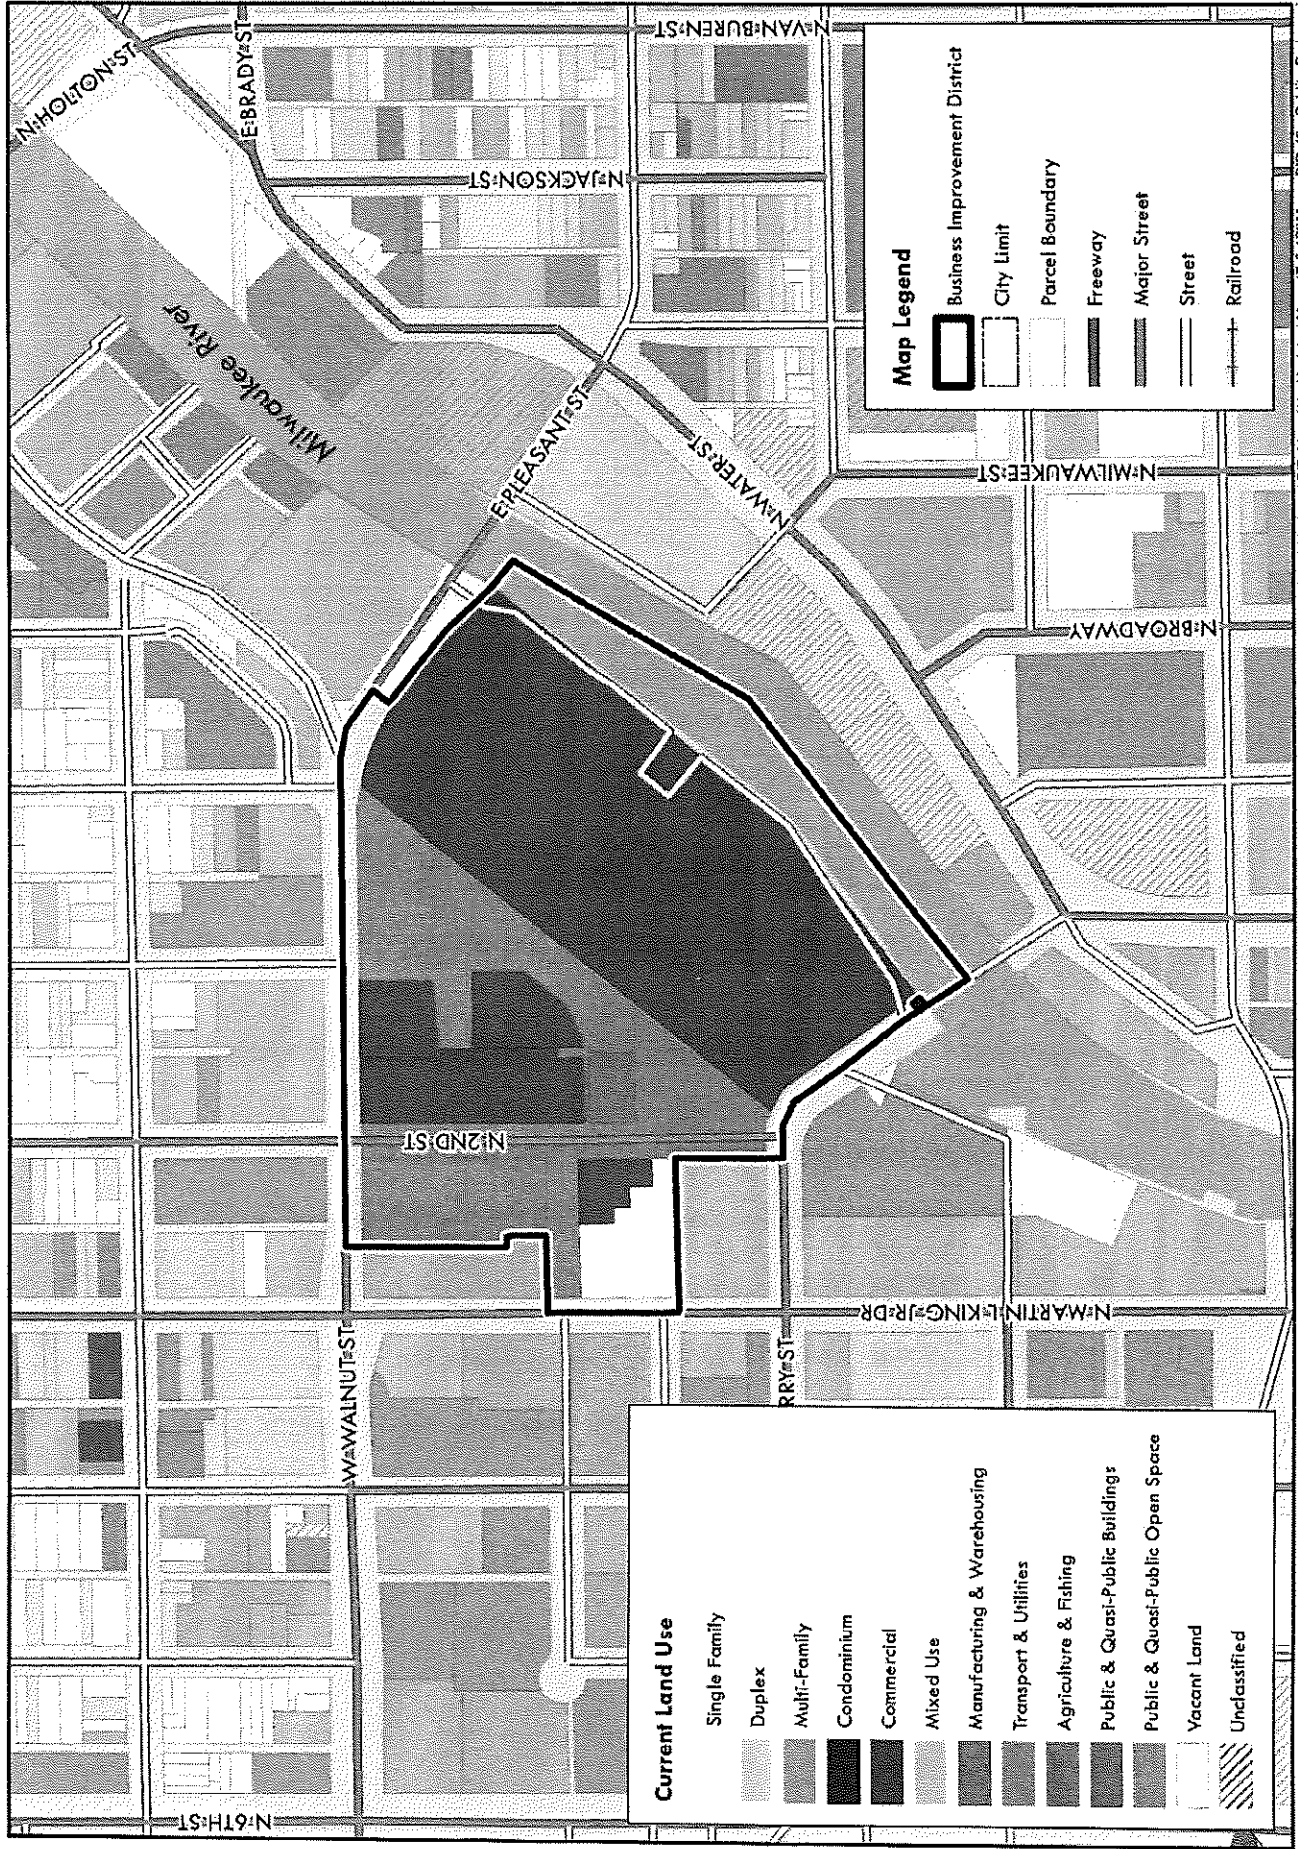 N HOLTON ST
E BRADY ST
N VAN BUREN ST
N JACKSON ST
Milwaukee River
E PLEASANT ST
N WATER ST
N MILWAUKEE ST
N BROADWAY
N 2ND ST
W WALNUT ST
N MARTIN L KING JR DR
RRY ST
N 6TH ST
Map Legend
Business Improvement District
City Limit
Parcel Boundary
Freeway
Major Street
Street
Railroad
Current Land Use
Single Family
Duplex
Multi-Family
Condominium
Commercial
Mixed Use
Manufacturing & Warehousing
Transport & Utilities
Agriculture & Fishing
Public & Quasi-Public Buildings
Public & Quasi-Public Open Space
Vacant Land
Unclassified